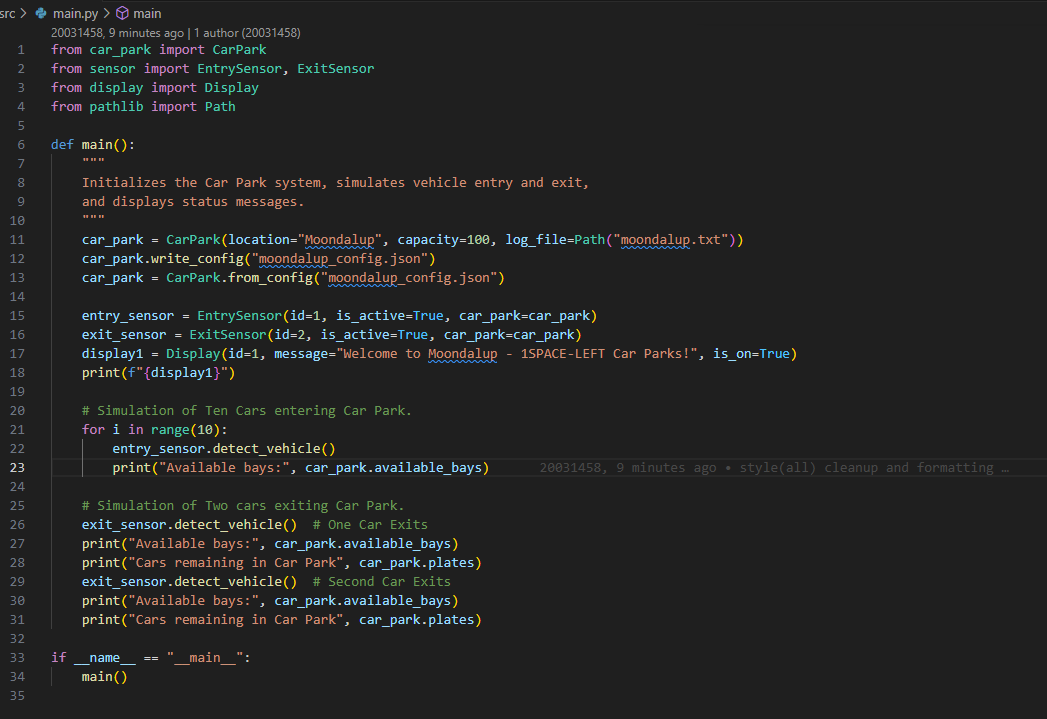 src > main.py > main
20031458, 9 minutes ago | 1 author (20031458)
1 from car_park import CarPark
2 from sensor import EntrySensor, ExitSensor
3 from display import Display
4 from pathlib import Path
5
6 def main():
7     """
8     Initializes the Car Park system, simulates vehicle entry and exit,
9     and displays status messages.
10     """
11     car_park = CarPark(location="Moondalup", capacity=100, log_file=Path("moondalup.txt"))
12     car_park.write_config("moondalup_config.json")
13     car_park = CarPark.from_config("moondalup_config.json")
14
15     entry_sensor = EntrySensor(id=1, is_active=True, car_park=car_park)
16     exit_sensor = ExitSensor(id=2, is_active=True, car_park=car_park)
17     display1 = Display(id=1, message="Welcome to Moondalup - 1SPACE-LEFT Car Parks!", is_on=True)
18     print(f"{display1}")
19
20     # Simulation of Ten Cars entering Car Park.
21     for i in range(10):
22         entry_sensor.detect_vehicle()
23         print("Available bays:", car_park.available_bays) 20031458, 9 minutes ago • style(all) cleanup and formatting …
24
25     # Simulation of Two cars exiting Car Park.
26     exit_sensor.detect_vehicle()  # One Car Exits
27     print("Available bays:", car_park.available_bays)
28     print("Cars remaining in Car Park", car_park.plates)
29     exit_sensor.detect_vehicle()  # Second Car Exits
30     print("Available bays:", car_park.available_bays)
31     print("Cars remaining in Car Park", car_park.plates)
32
33 if __name__ == "__main__":
34     main()
35